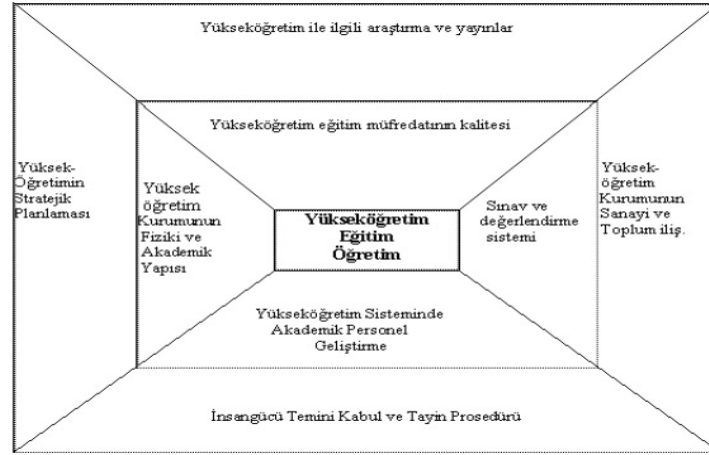 Yükseköğretim ile ilgili araştırma ve yayınlar
Yükseköğretim eğitim müfredatının kalitesi
Yüksek-
Öğretimin
Stratejik
Planlaması
Yüksek
öğretim
Kurumunun
Fiziki ve
Akademik
Yapısı
Yükseköğretim
Eğitim
Öğretim
Sınav ve
değerlendirme
sistemi
Yüksek-
öğretim
Kurumunun
Sanayi ve
Toplum iliş.
Yükseköğretim Sisteminde
Akademik Personel
Geliştirme
İnsangücü Temini Kabul ve Tayin Prosedürü